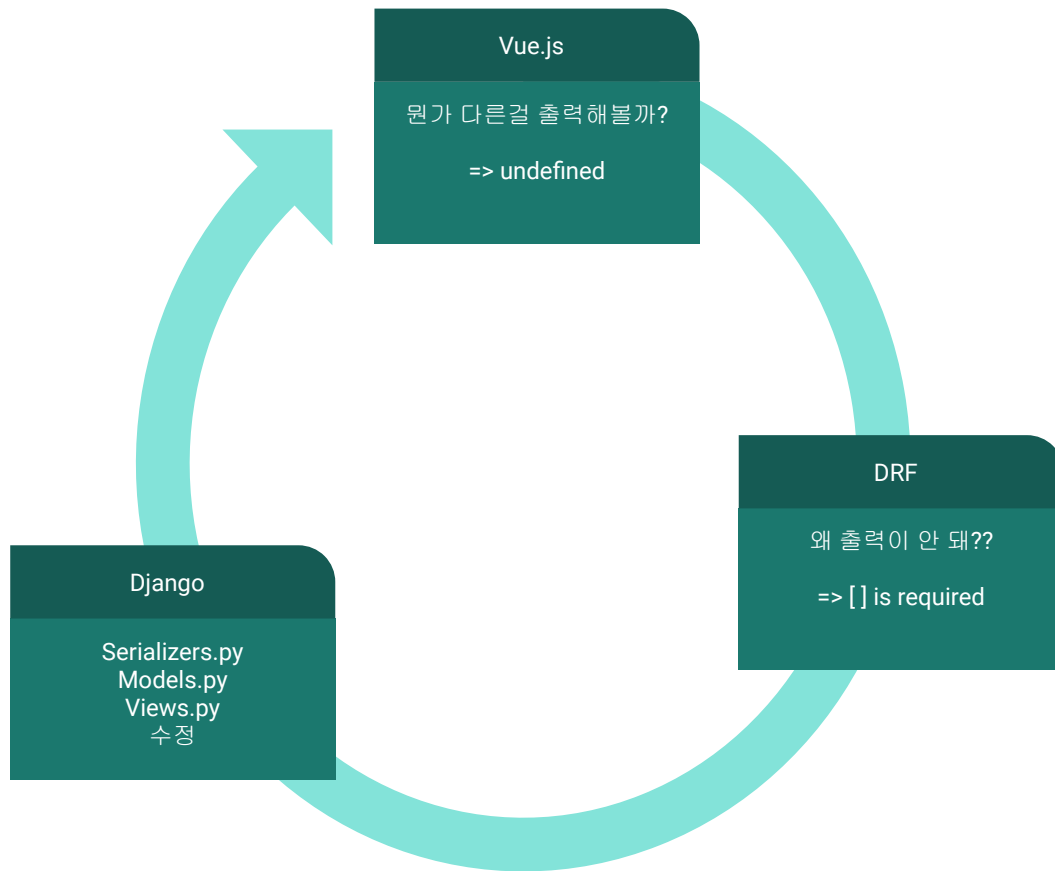 Vue.js
뭔가 다른걸 출력해볼까?
=> undefined
DRF
왜 출력이 안 돼??
=> [ ] is required
Django
Serializers.py
Models.py
Views.py
수정